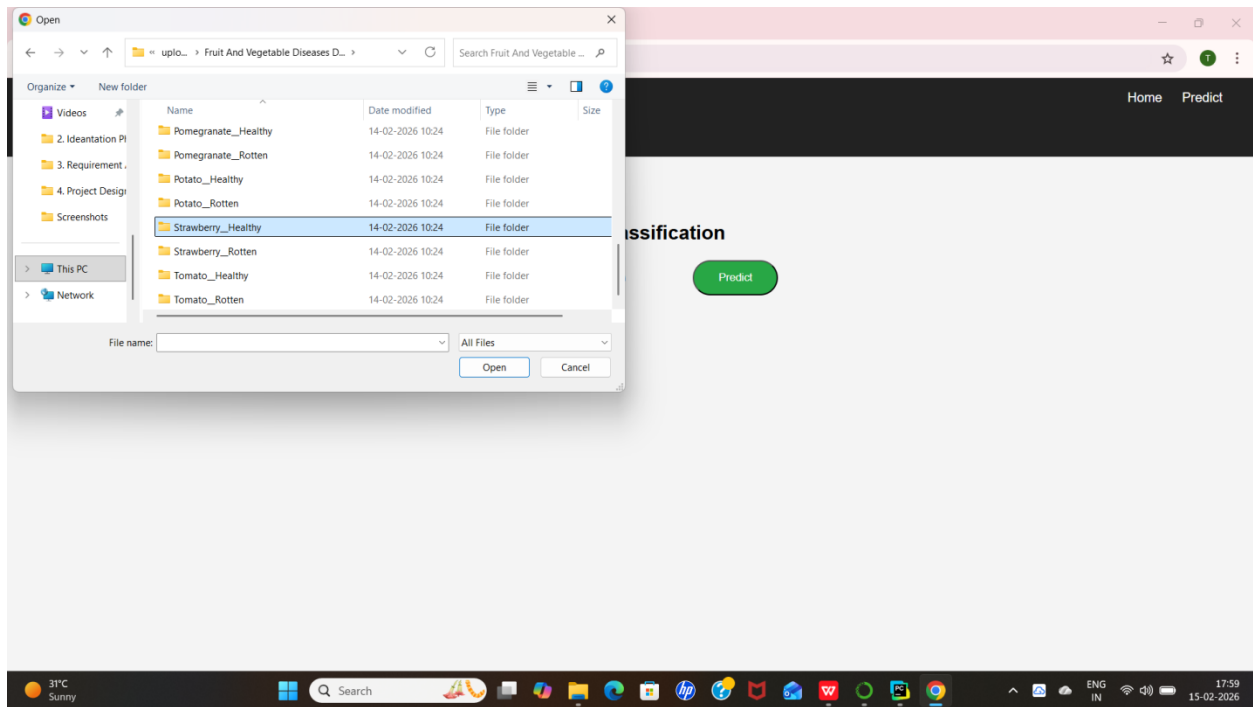 Open
« uplo... > Fruit And Vegetable Diseases D... >
Search Fruit And Vegetable ...
Organize
New folder
Home Predict
Name Date modified Type Size
Videos
2. Ideantation Pl
3. Requirement
4. Project Design
Screenshots
This PC
Network
Pomegranate__Healthy 14-02-2026 10:24 File folder
Pomegranate__Rotten 14-02-2026 10:24 File folder
Potato__Healthy 14-02-2026 10:24 File folder
Potato__Rotten 14-02-2026 10:24 File folder
Strawberry__Healthy 14-02-2026 10:24 File folder
Strawberry__Rotten 14-02-2026 10:24 File folder
Tomato__Healthy 14-02-2026 10:24 File folder
Tomato__Rotten 14-02-2026 10:24 File folder
File name:
All Files
Open Cancel
ssification
Predict
T
31°C
Sunny
Search
hp
W
PC
ENG
IN
17:59
15-02-2026